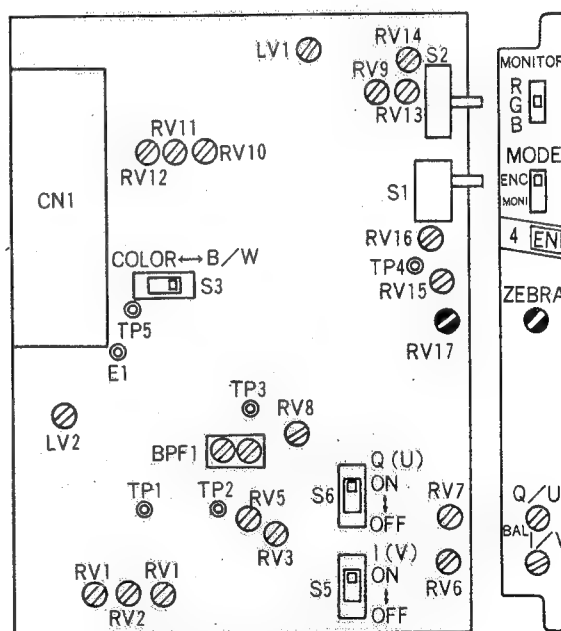 LV1
RV14
S2
RV9
RV13
RV11
RV12
RV10
CN1
S1
RV16
COLOR↔B/W
S3
TP4
RV15
TP5
RV17
E1
TP3
LV2
RV8
BPF1
Q(U)
ON
↓
OFF
S6
TP1
TP2
RV5
RV7
RV3
I(V)
ON
↓
OFF
S5
RV6
RV1
RV2
RV1
MONITOR
R
G
B
MODE
ENC
MONI
4
ZEBRA
Q/U
BAL